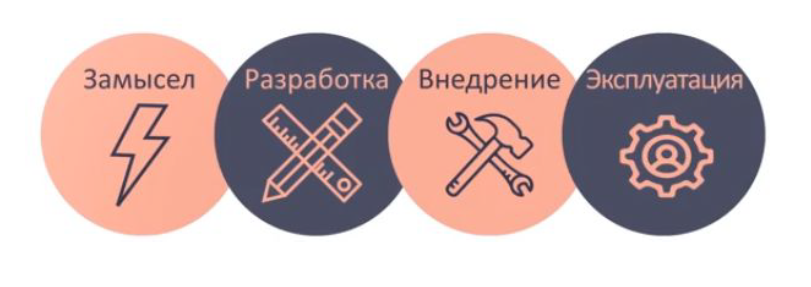 Замысел
Разработка
Внедрение
Эксплуатация